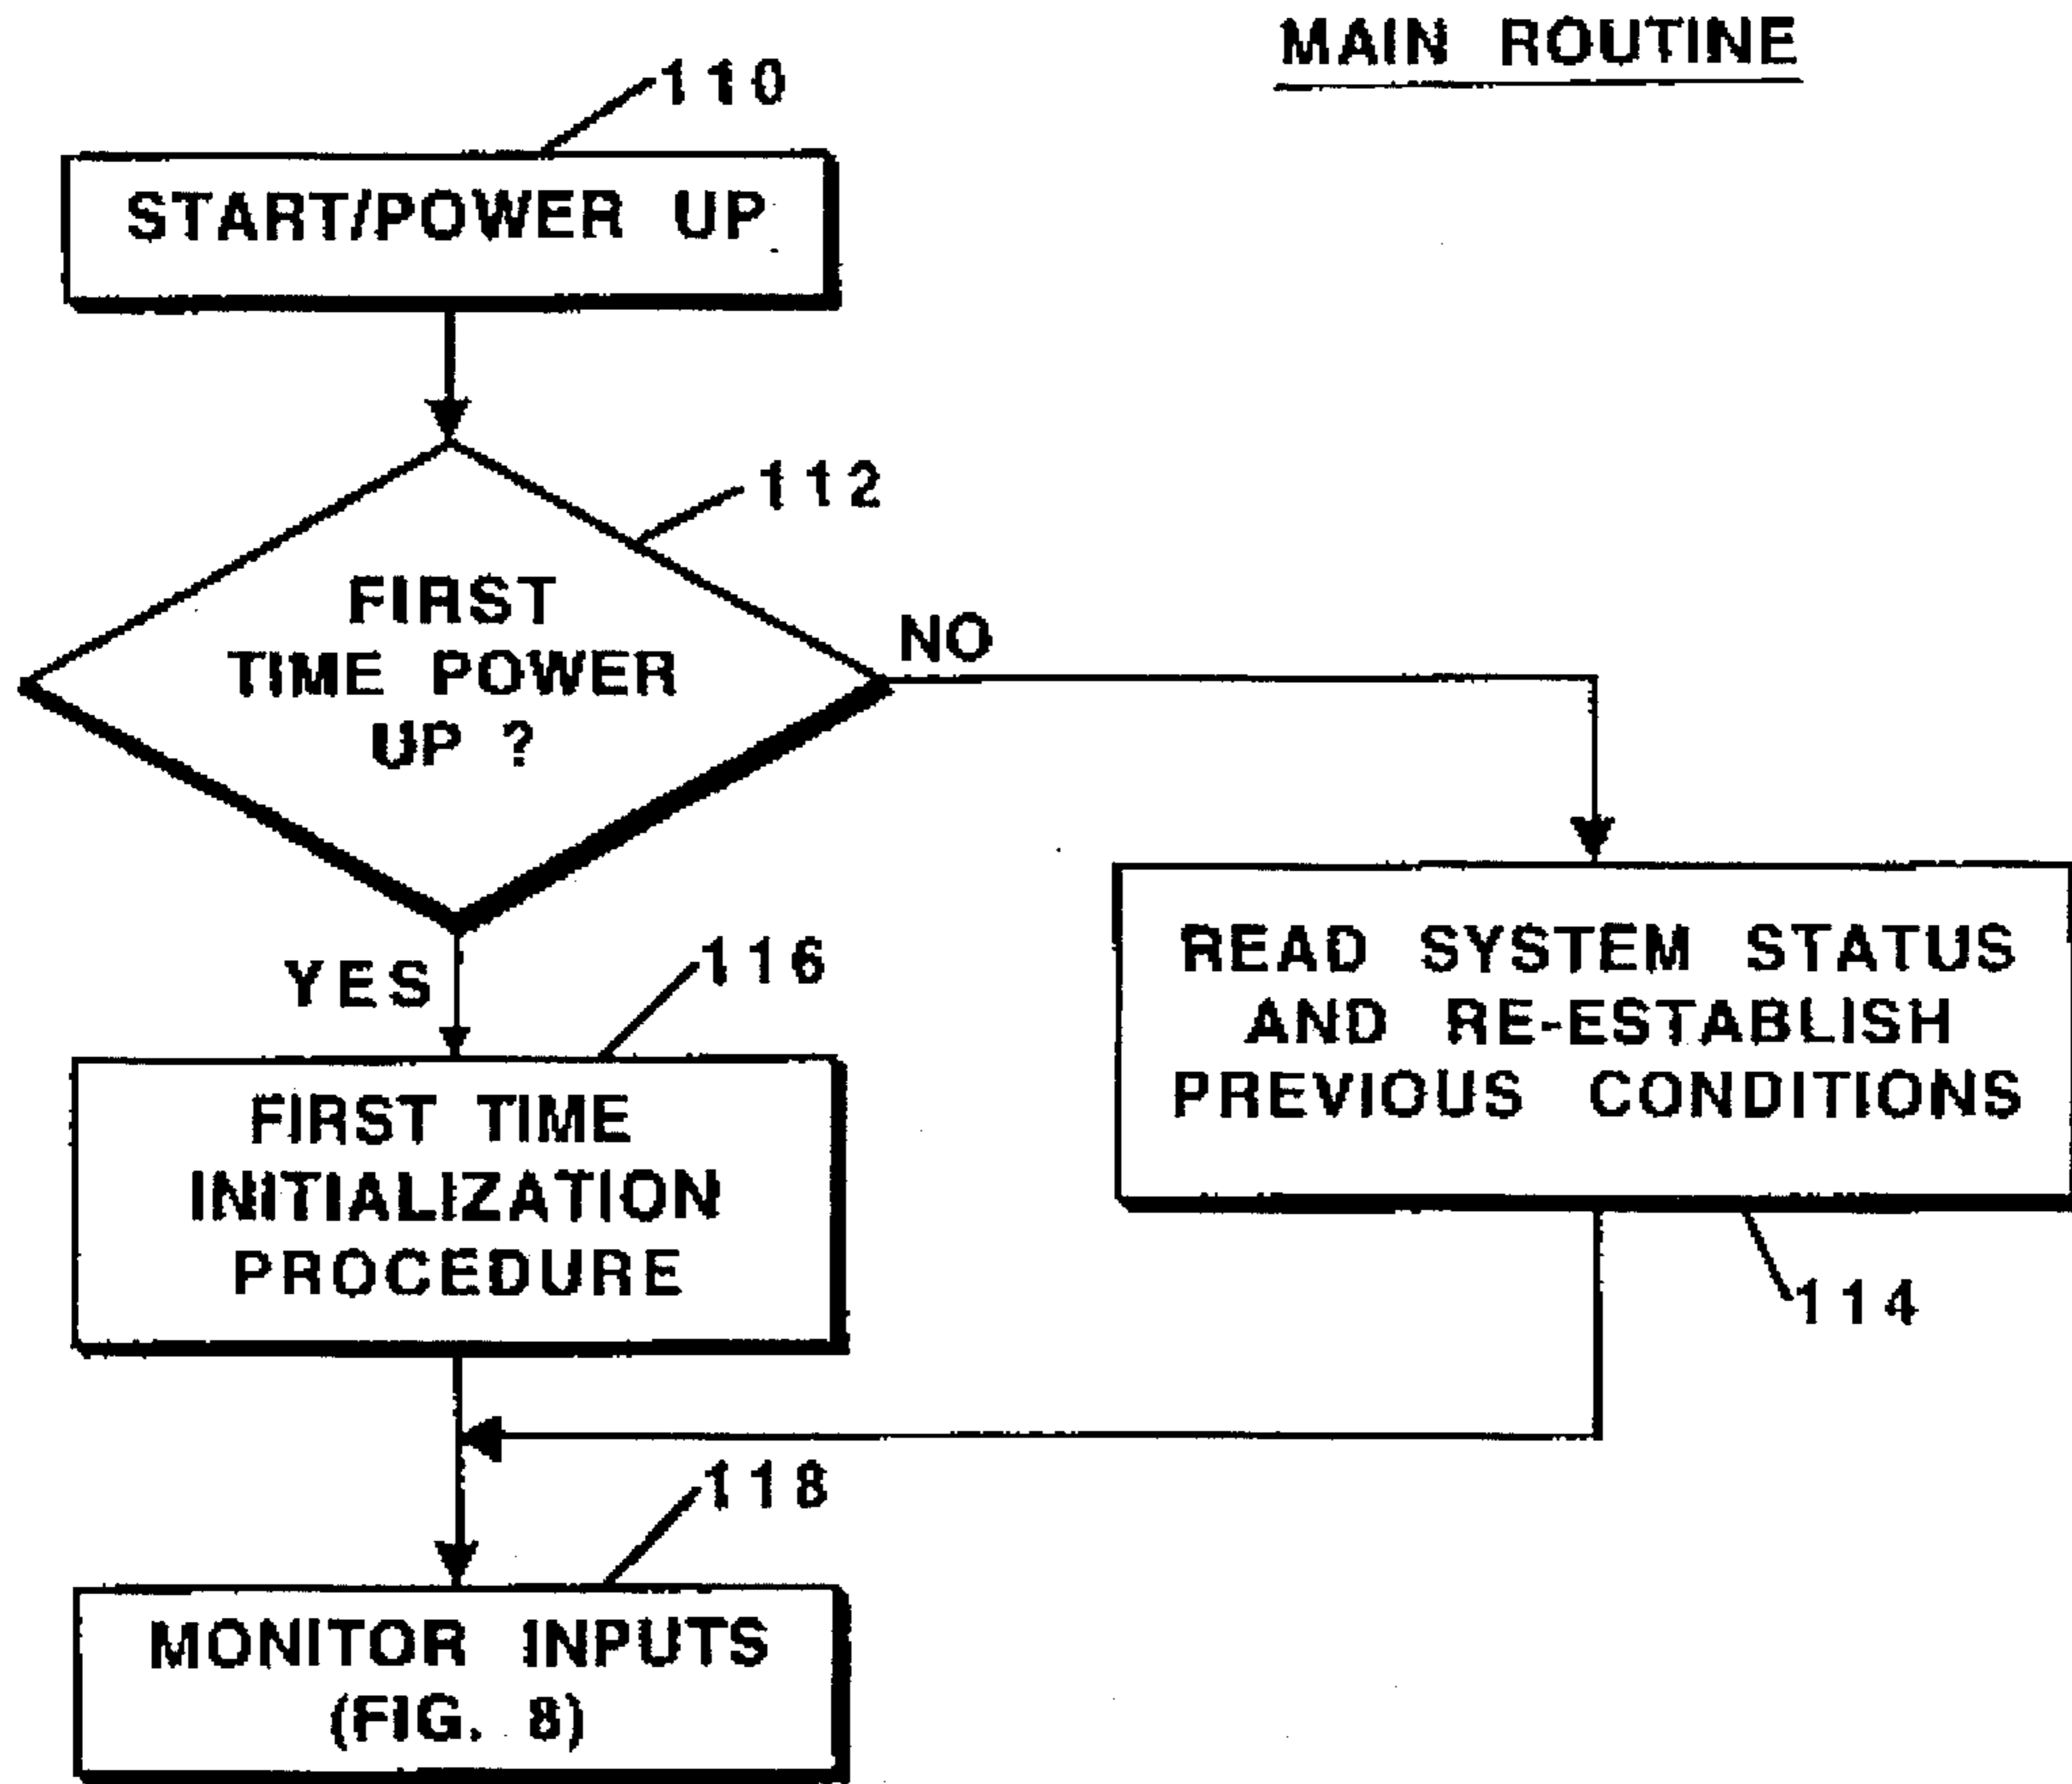 MAIN ROUTINE
110
START/POWER UP
112
FIRST
TIME POWER
UP ?
NO
YES
116
READ SYSTEM STATUS
AND RE-ESTABLISH
PREVIOUS CONDITIONS
FIRST TIME
INITIALIZATION
PROCEDURE
114
118
MONITOR INPUTS
(FIG. 8)